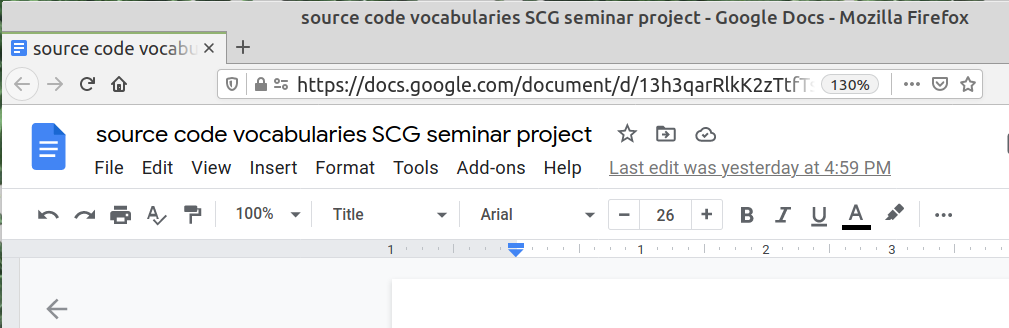 source code vocabularies SCG seminar project - Google Docs - Mozilla Firefox
source code vocabu
https://docs.google.com/document/d/13h3qarRlkK2zTtfT 130%
source code vocabularies SCG seminar project
File Edit View Insert Format Tools Add-ons Help Last edit was yesterday at 4:59 PM
100% Title Arial 26 B I U A
1 1 2 3